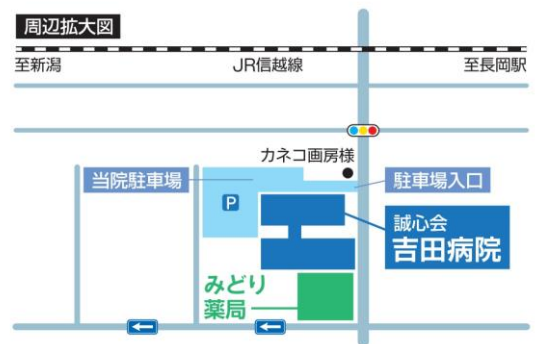 周辺拡大図
至新潟
JR信越線
至長岡駅
カネコ画房様
当院駐車場
駐車場入口
P
誠心会
吉田病院
みどり
薬局